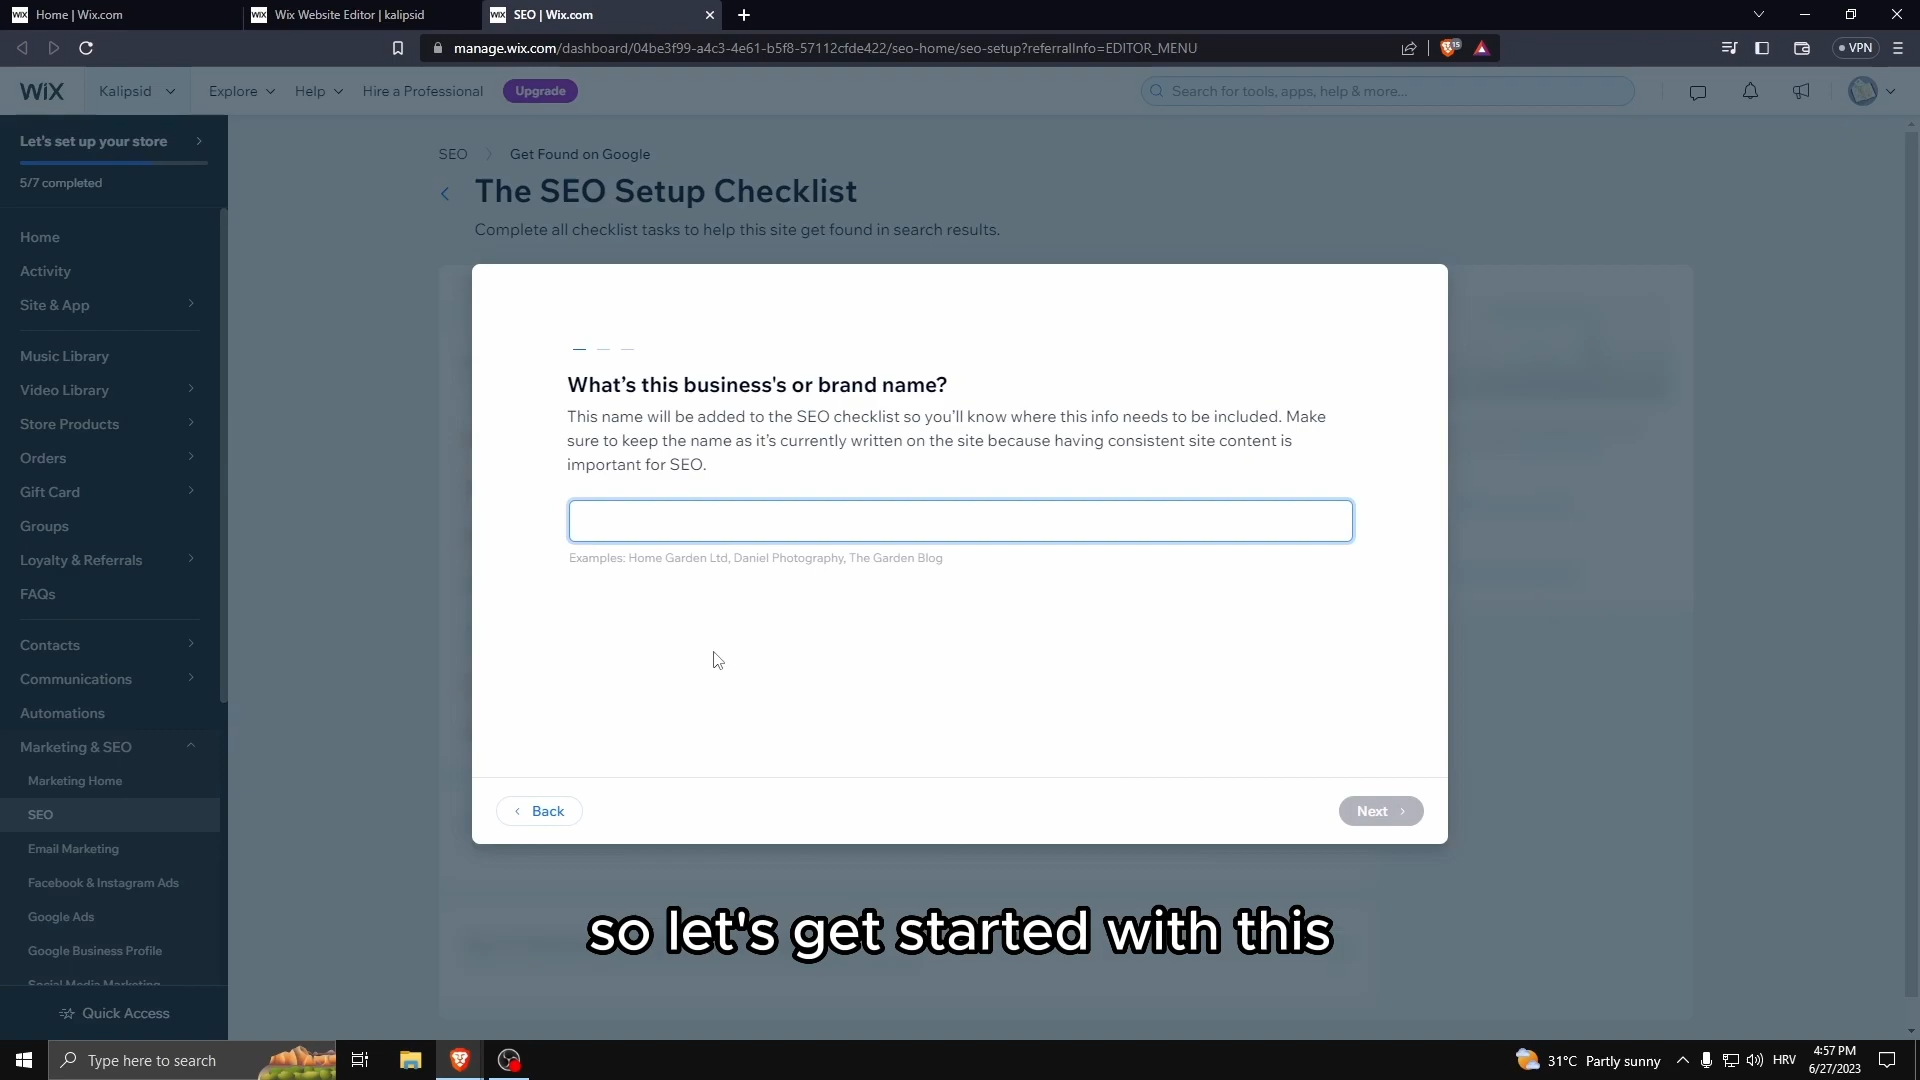 WIX Home | Wix.com
WIX Wix Website Editor | kalipsid
WIX SEO | Wix.com
manage.wix.com/dashboard/04be3f99-a4c3-4e61-b5f8-57112cfde422/seo-home/seo-setup?referralInfo=EDITOR_MENU
15
VPN
WIX
Kalipsid
Explore
Help
Hire a Professional
Upgrade
Search for tools, apps, help & more...
Let's set up your store
5/7 completed
Home
Activity
Site & App
Music Library
Video Library
Store Products
Orders
Gift Card
Groups
Loyalty & Referrals
FAQs
Contacts
Communications
Automations
Marketing & SEO
Marketing Home
SEO
Email Marketing
Facebook & Instagram Ads
Google Ads
Google Business Profile
Social Media Marketing
Quick Access
SEO
Get Found on Google
The SEO Setup Checklist
Complete all checklist tasks to help this site get found in search results.
What's this business's or brand name?
This name will be added to the SEO checklist so you'll know where this info needs to be included. Make
sure to keep the name as it's currently written on the site because having consistent site content is
important for SEO.
Examples: Home Garden Ltd, Daniel Photography, The Garden Blog
Back
Next
so let's get started with this
Type here to search
31°C Partly sunny
HRV
4:57 PM
6/27/2023